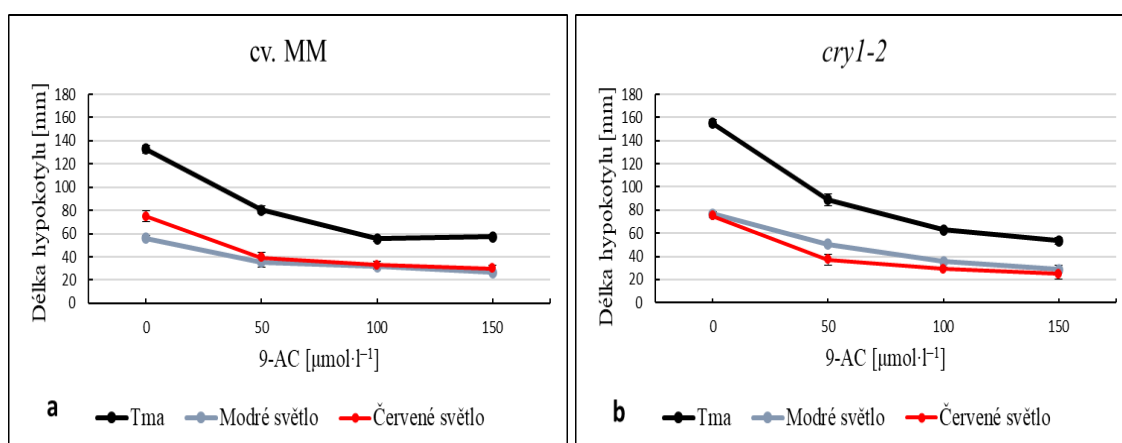 cv. MM
Délka hypokotylu [mm]
180
160
140
120
100
80
60
40
20
0
0 50 100 150
9-AC [μmol·l⁻¹]
a Tma Modré světlo Červené světlo
cry1-2
Délka hypokotylu [mm]
180
160
140
120
100
80
60
40
20
0
0 50 100 150
9-AC [μmol·l⁻¹]
b Tma Modré světlo Červené světlo